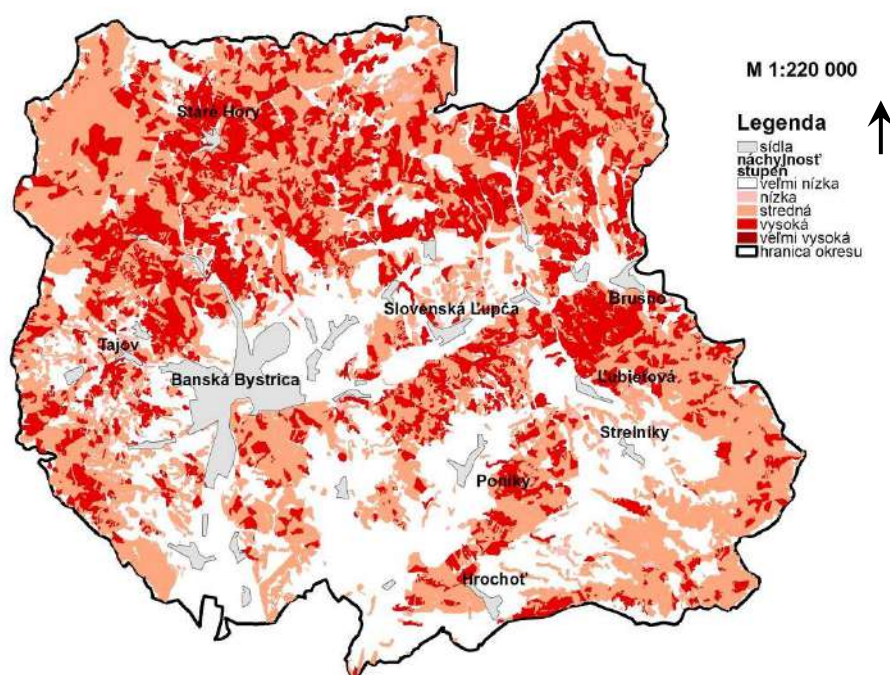 M 1:220 000
Legenda
sídla
náchylnosť
stupeň
veľmi nízka
nízka
stredná
vysoká
veľmi vysoká
hranica okresu
Staré Hory
Slovenská Ľupča
Brusno
Tajov
Banská Bystrica
Ľubietová
Strelníky
Poniky
Hrochoť